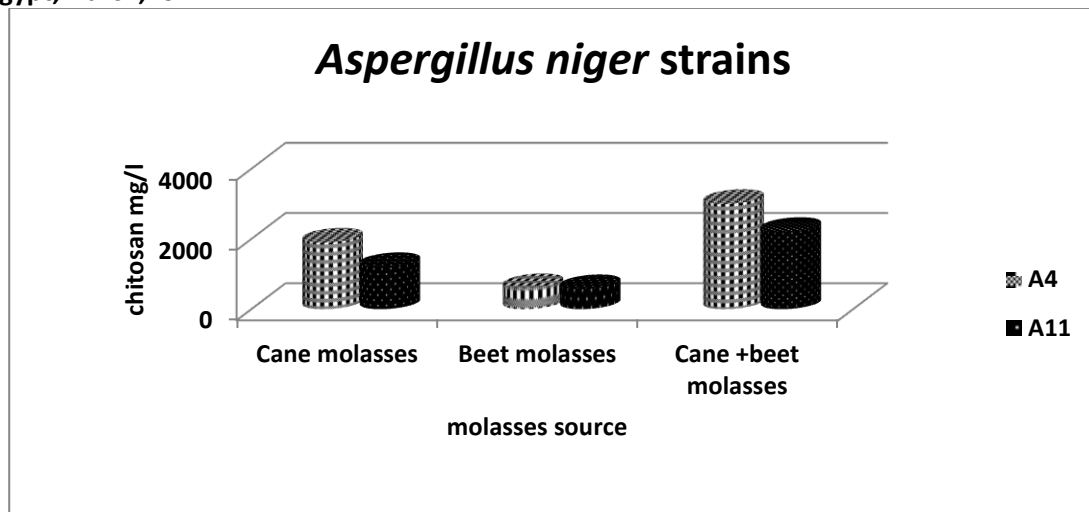 Aspergillus niger strains
chitosan mg/l
4000
2000
0
Cane molasses
Beet molasses
Cane +beet
molasses
molasses source
A4
A11